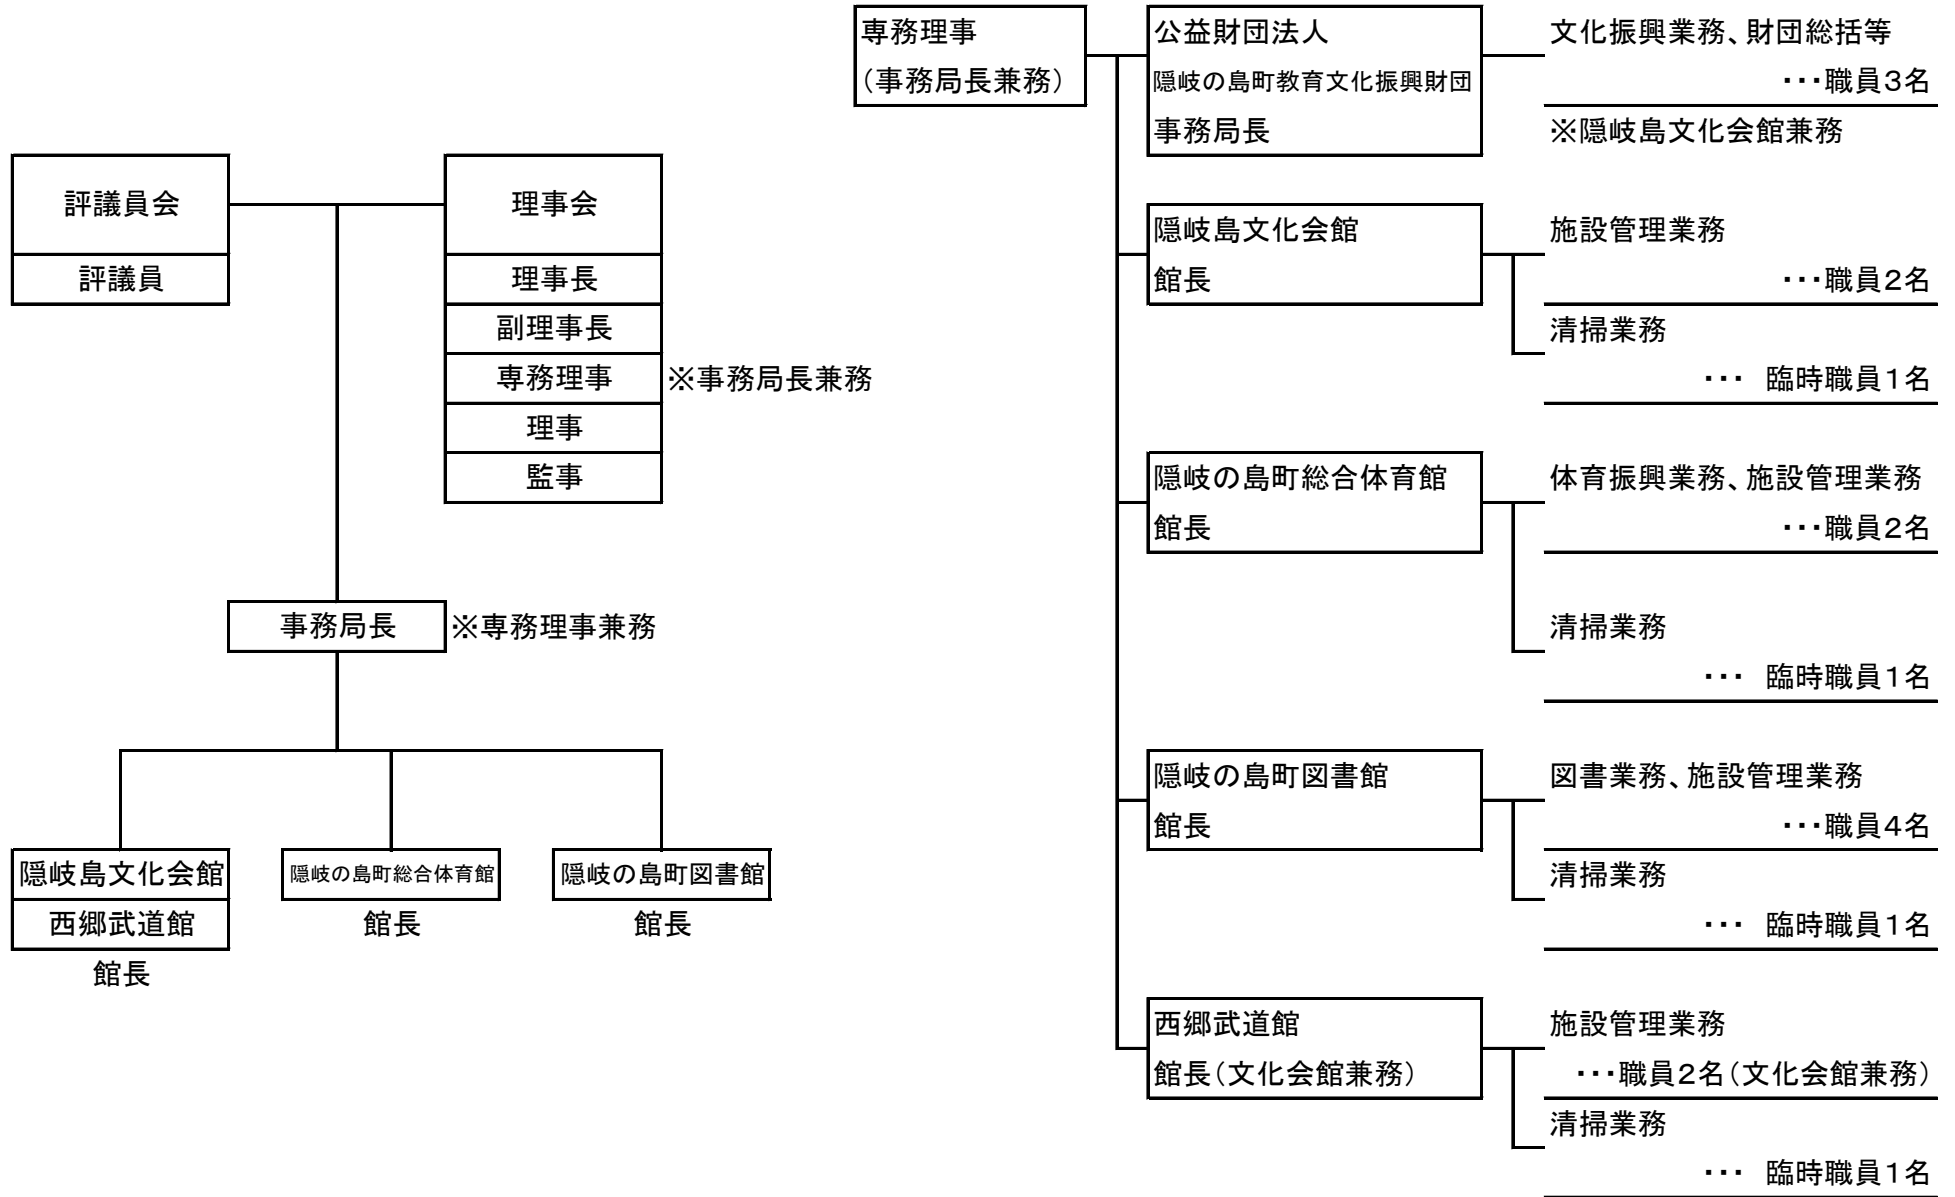 評議員会
評議員
理事会
理事長
副理事長
専務理事 ※事務局長兼務
理事
監事
事務局長 ※専務理事兼務
隠岐島文化会館
西郷武道館
館長
隠岐の島町総合体育館
館長
隠岐の島町図書館
館長
専務理事
(事務局長兼務)
公益財団法人
隠岐の島町教育文化振興財団
事務局長
文化振興業務、財団総括等
・・・職員3名
※隠岐島文化会館兼務
隠岐島文化会館
館長
施設管理業務
・・・職員2名
清掃業務
・・・ 臨時職員1名
隠岐の島町総合体育館
館長
体育振興業務、施設管理業務
・・・職員2名
清掃業務
・・・ 臨時職員1名
隠岐の島町図書館
館長
図書業務、施設管理業務
・・・職員4名
清掃業務
・・・ 臨時職員1名
西郷武道館
館長(文化会館兼務)
施設管理業務
・・・職員2名(文化会館兼務)
清掃業務
・・・ 臨時職員1名